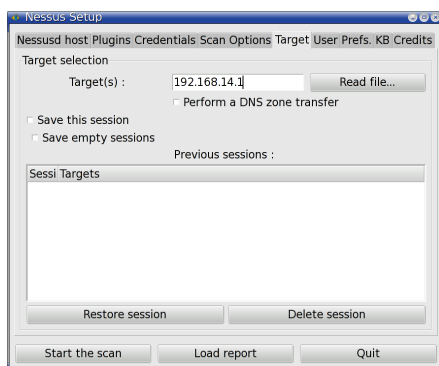 Nessus Setup
Nessusd host Plugins Credentials Scan Options Target User Prefs. KB Credits
Target selection
Target(s) : 192.168.14.1 Read file...
Perform a DNS zone transfer
Save this session
Save empty sessions
Previous sessions :
Sessi Targets
Restore session Delete session
Start the scan Load report Quit